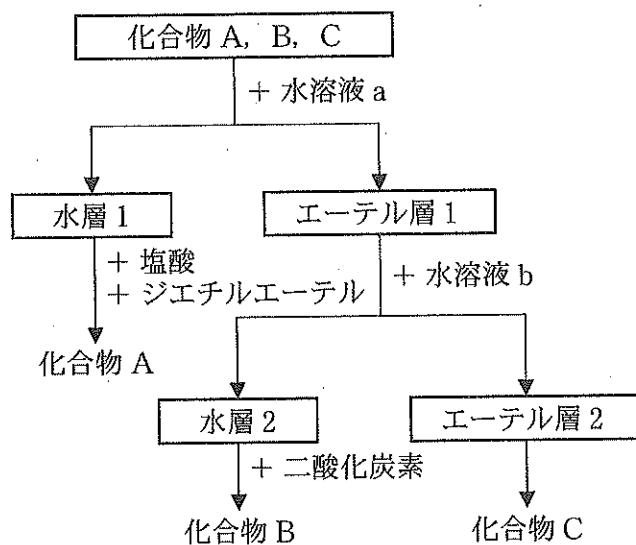 化合物 A, B, C
+ 水溶液 a
水層 1
エーテル層 1
+ 塩酸
+ ジエチルエーテル
+ 水溶液 b
化合物 A
水層 2
エーテル層 2
+ 二酸化炭素
化合物 B
化合物 C